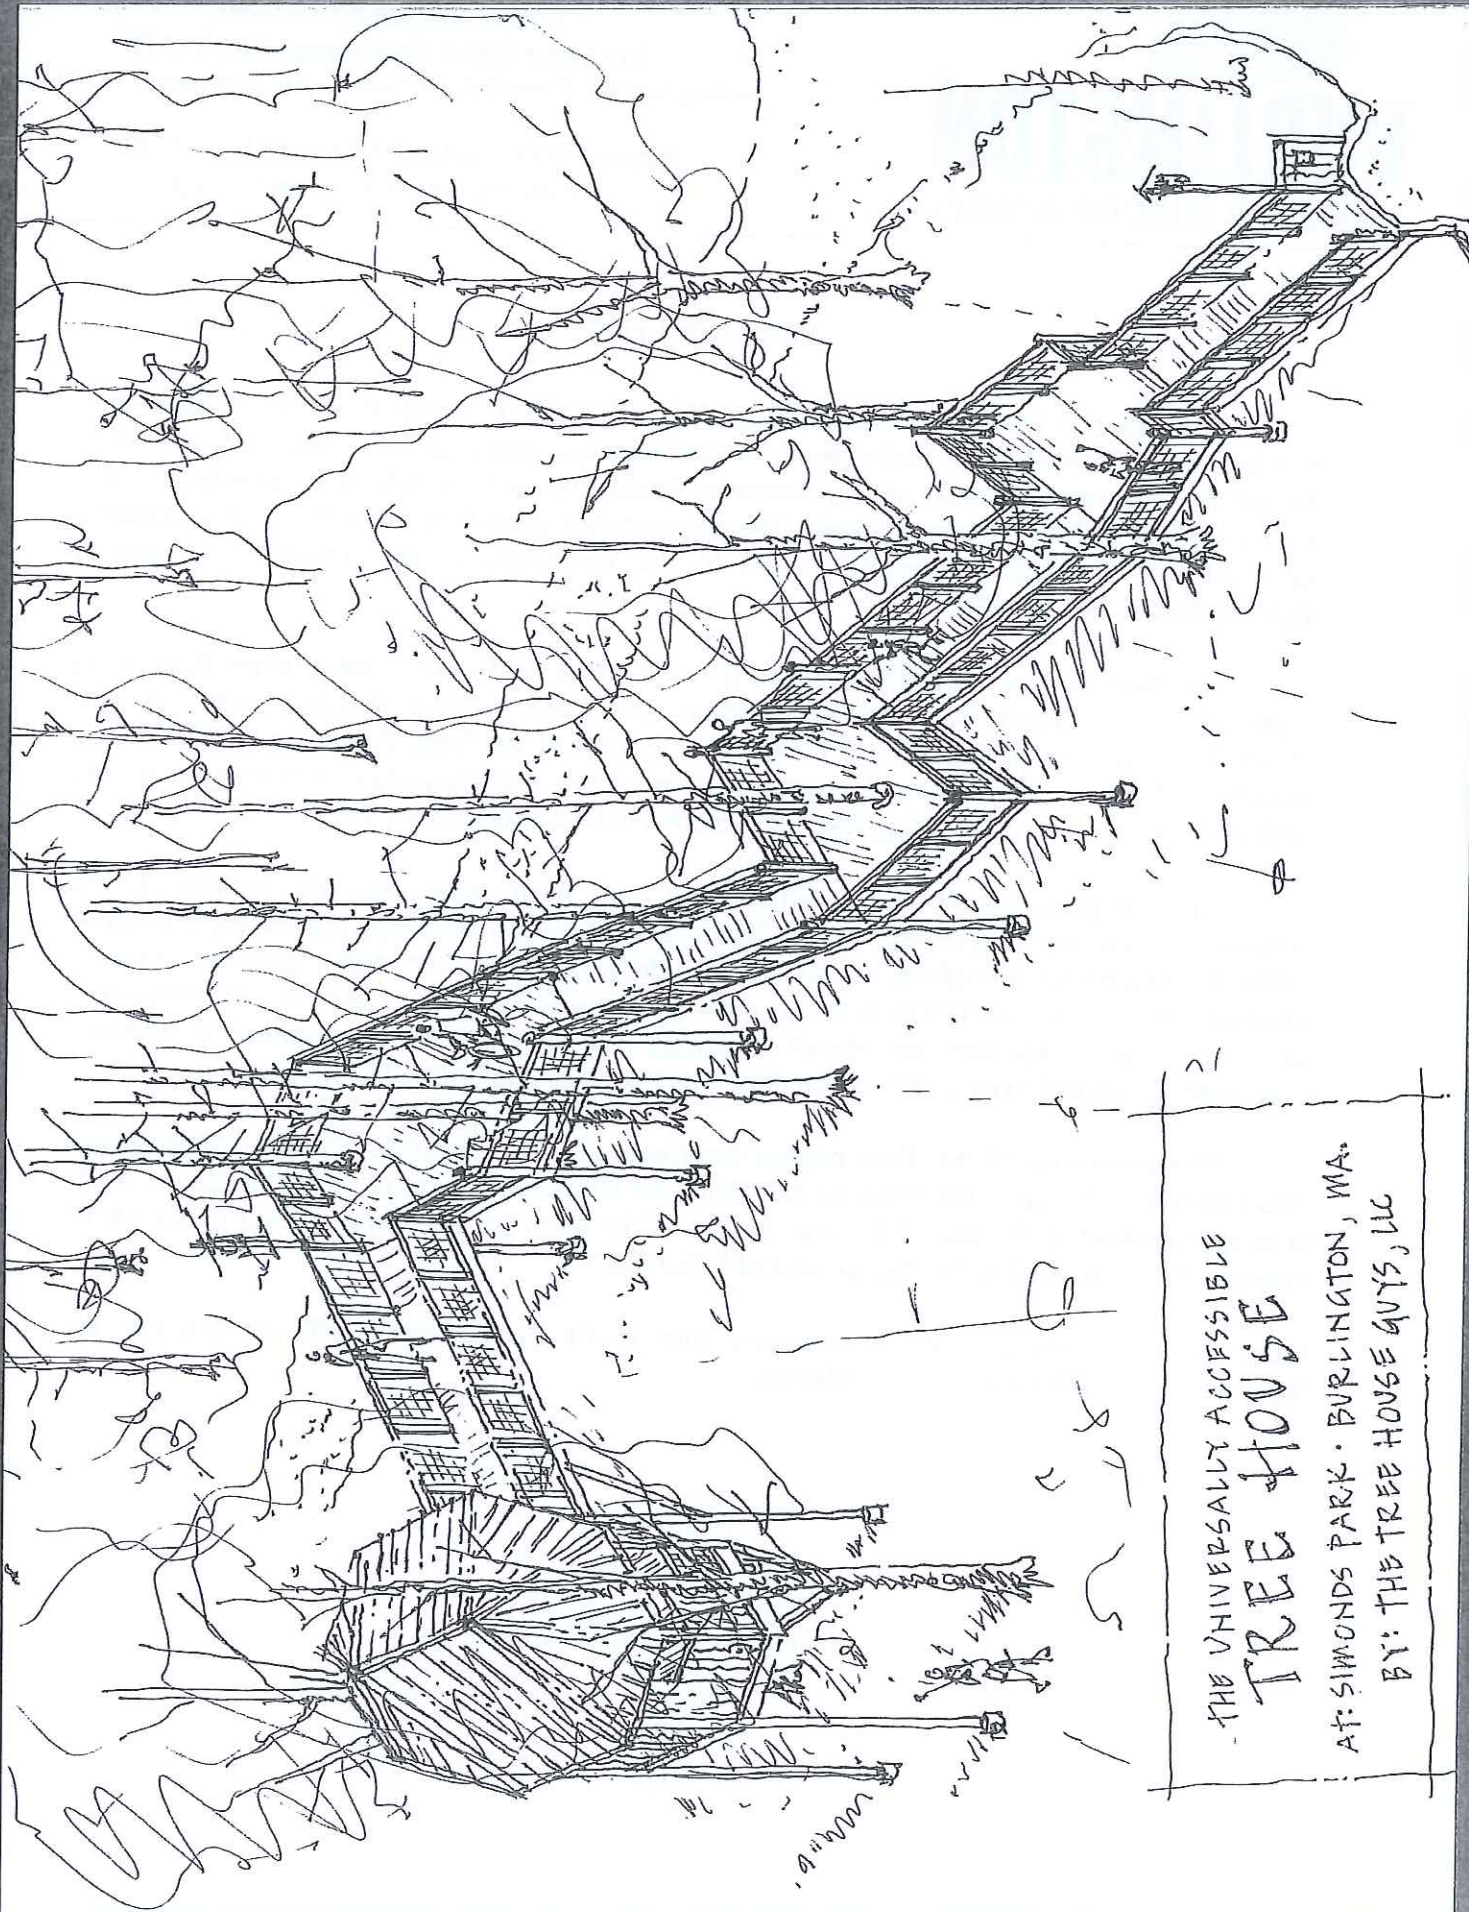 THE UNIVERSALLY ACCESSIBLE
TREE HOUSE
AT: SIMONDS PARK · BURLINGTON, MA.
BY: THE TREE HOUSE GUYS, LLC